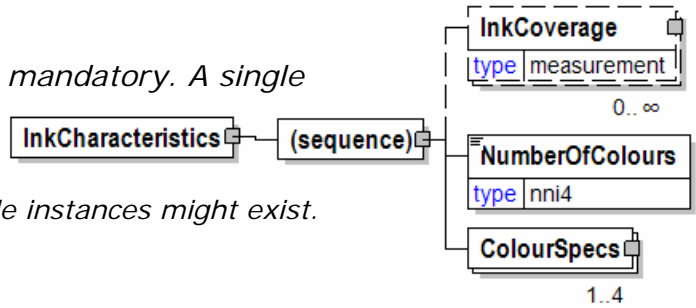 InkCoverage
type measurement
0.. ∞
mandatory. A single
InkCharacteristics (sequence)
NumberOfColours
type nni4
instances might exist.
ColourSpecs
1..4